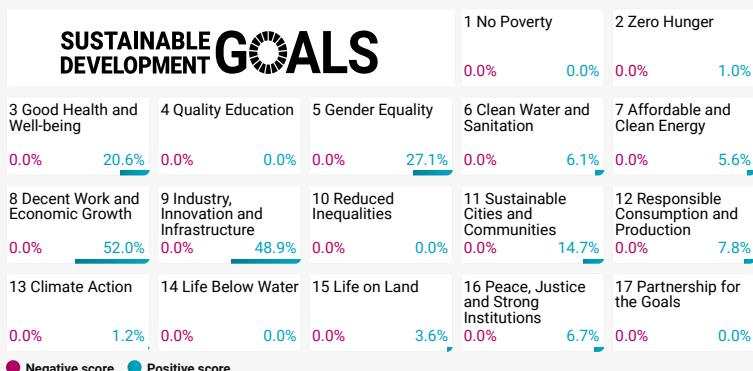 SUSTAINABLE
DEVELOPMENT
GOALS
1 No Poverty
0.0% 0.0%
2 Zero Hunger
0.0% 1.0%
3 Good Health and
Well-being
0.0% 20.6%
4 Quality Education
0.0% 0.0%
5 Gender Equality
0.0% 27.1%
6 Clean Water and
Sanitation
0.0% 6.1%
7 Affordable and
Clean Energy
0.0% 5.6%
8 Decent Work and
Economic Growth
0.0% 52.0%
9 Industry,
Innovation and
Infrastructure
0.0% 48.9%
10 Reduced
Inequalities
0.0% 0.0%
11 Sustainable
Cities and
Communities
0.0% 14.7%
12 Responsible
Consumption and
Production
0.0% 7.8%
13 Climate Action
0.0% 1.2%
14 Life Below Water
0.0% 0.0%
15 Life on Land
0.0% 3.6%
16 Peace, Justice
and Strong
Institutions
0.0% 6.7%
17 Partnership for
the Goals
0.0% 0.0%
Negative score Positive score